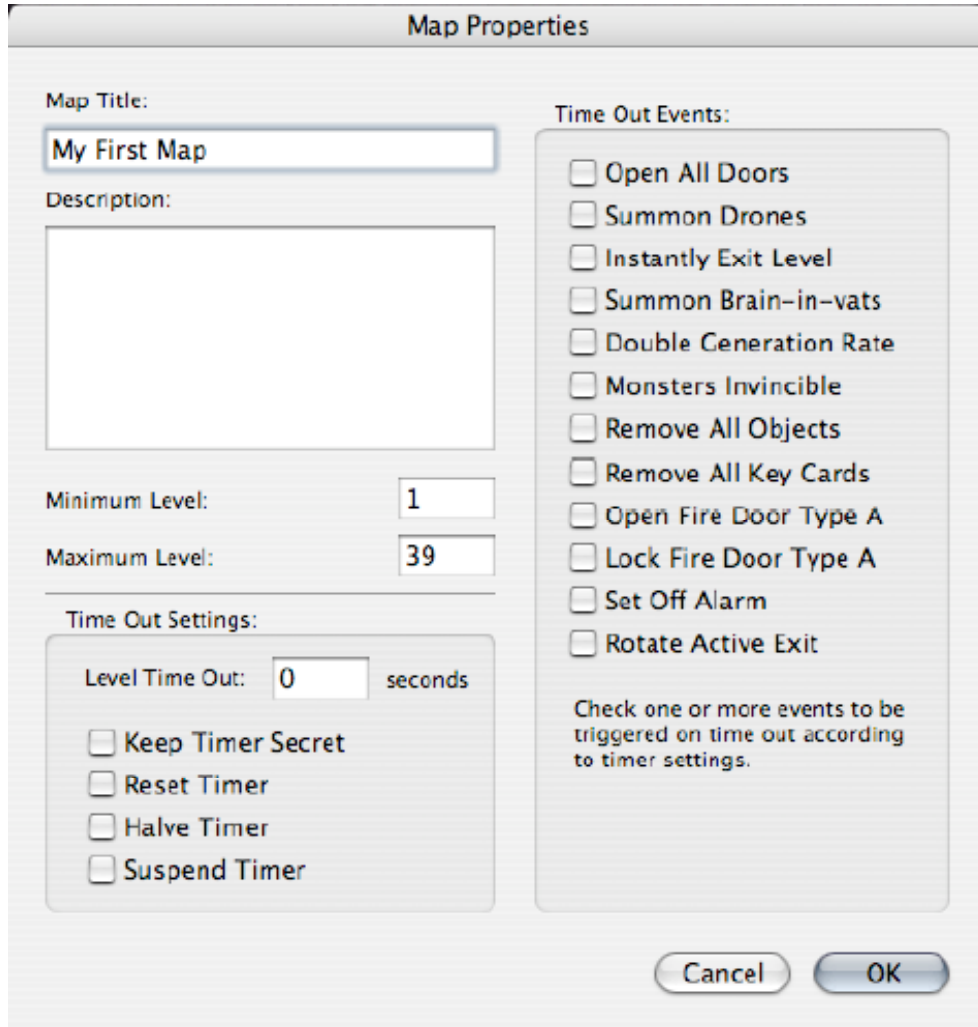 Map Properties
Map Title:
My First Map
Description:
Minimum Level:
1
Maximum Level:
39
Time Out Settings:
Level Time Out: 0 seconds
Keep Timer Secret
Reset Timer
Halve Timer
Suspend Timer
Time Out Events:
Open All Doors
Summon Drones
Instantly Exit Level
Summon Brain-in-vats
Double Generation Rate
Monsters Invincible
Remove All Objects
Remove All Key Cards
Open Fire Door Type A
Lock Fire Door Type A
Set Off Alarm
Rotate Active Exit
Check one or more events to be
triggered on time out according
to timer settings.
Cancel
OK